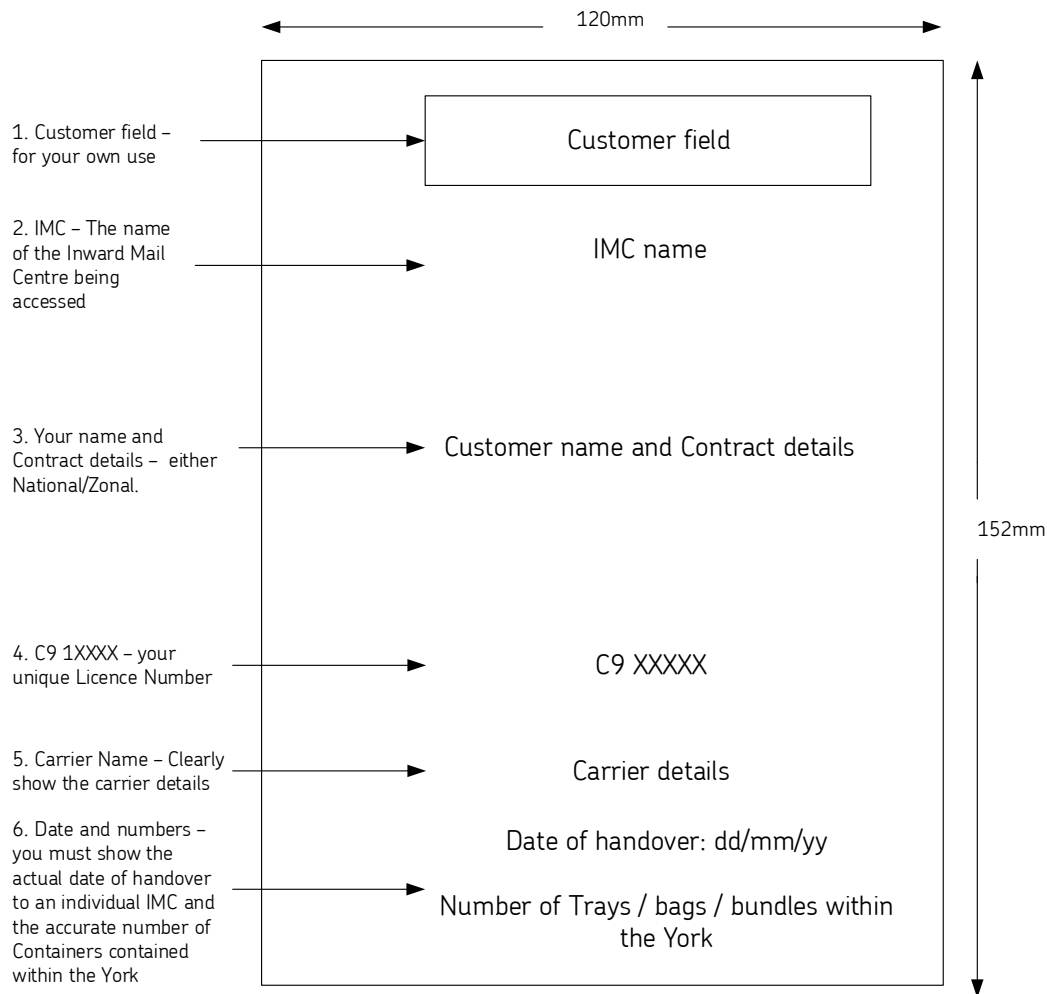 120mm
1. Customer field –
for your own use
Customer field
2. IMC – The name
of the Inward Mail
Centre being
accessed
IMC name
3. Your name and
Contract details –  either
National/Zonal.
Customer name and Contract details
152mm
4. C9 1XXXX – your
unique Licence Number
C9 XXXXX
5. Carrier Name – Clearly
show the carrier details
Carrier details
6. Date and numbers –
you must show the
actual date of handover
to an individual IMC and
the accurate number of
Containers contained
within the York
Date of handover: dd/mm/yy
Number of Trays / bags / bundles within
the York